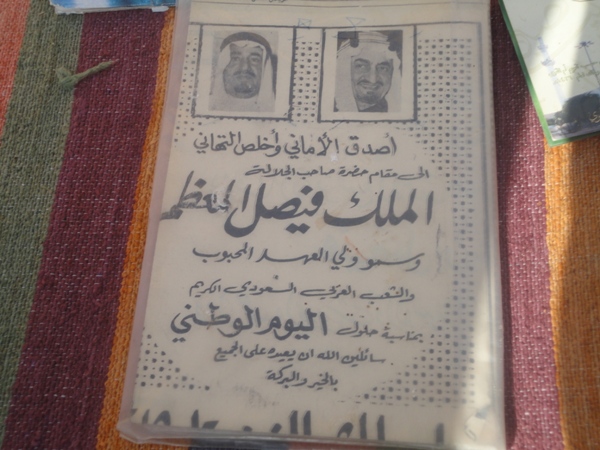 أصدق الأماني وأخلص التهاني
الى مقام حضرة صاحب الجلالة
الملك فيصل المعظم
وسمو ولي العهد المحبوب
والشعب العربي السعودي الكريم
بمناسبة حلول اليوم الوطني
سائلين الله ان يعيده على الجميع
بالخير والبركة